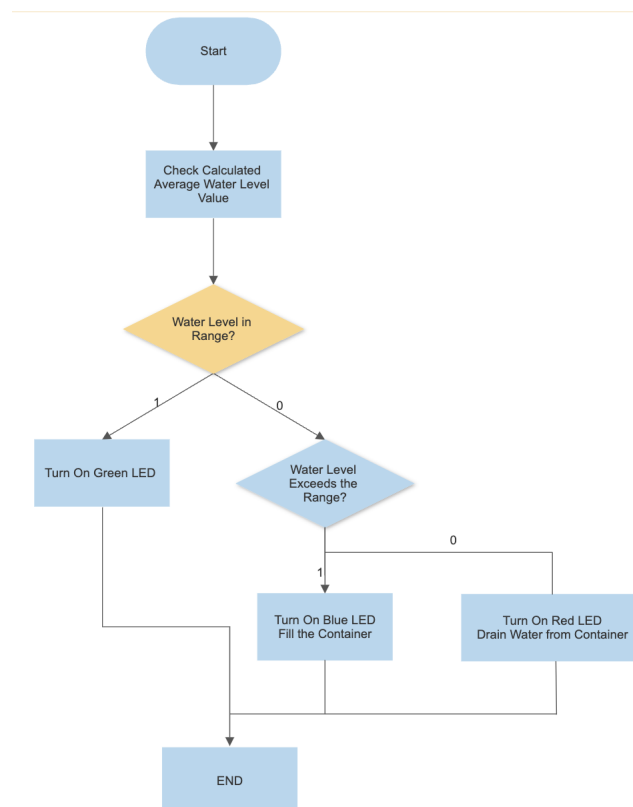 Start
Check Calculated
Average Water Level
Value
Water Level in
Range?
1
0
Turn On Green LED
Water Level
Exceeds the
Range?
0
1
Turn On Blue LED
Fill the Container
Turn On Red LED
Drain Water from Container
END